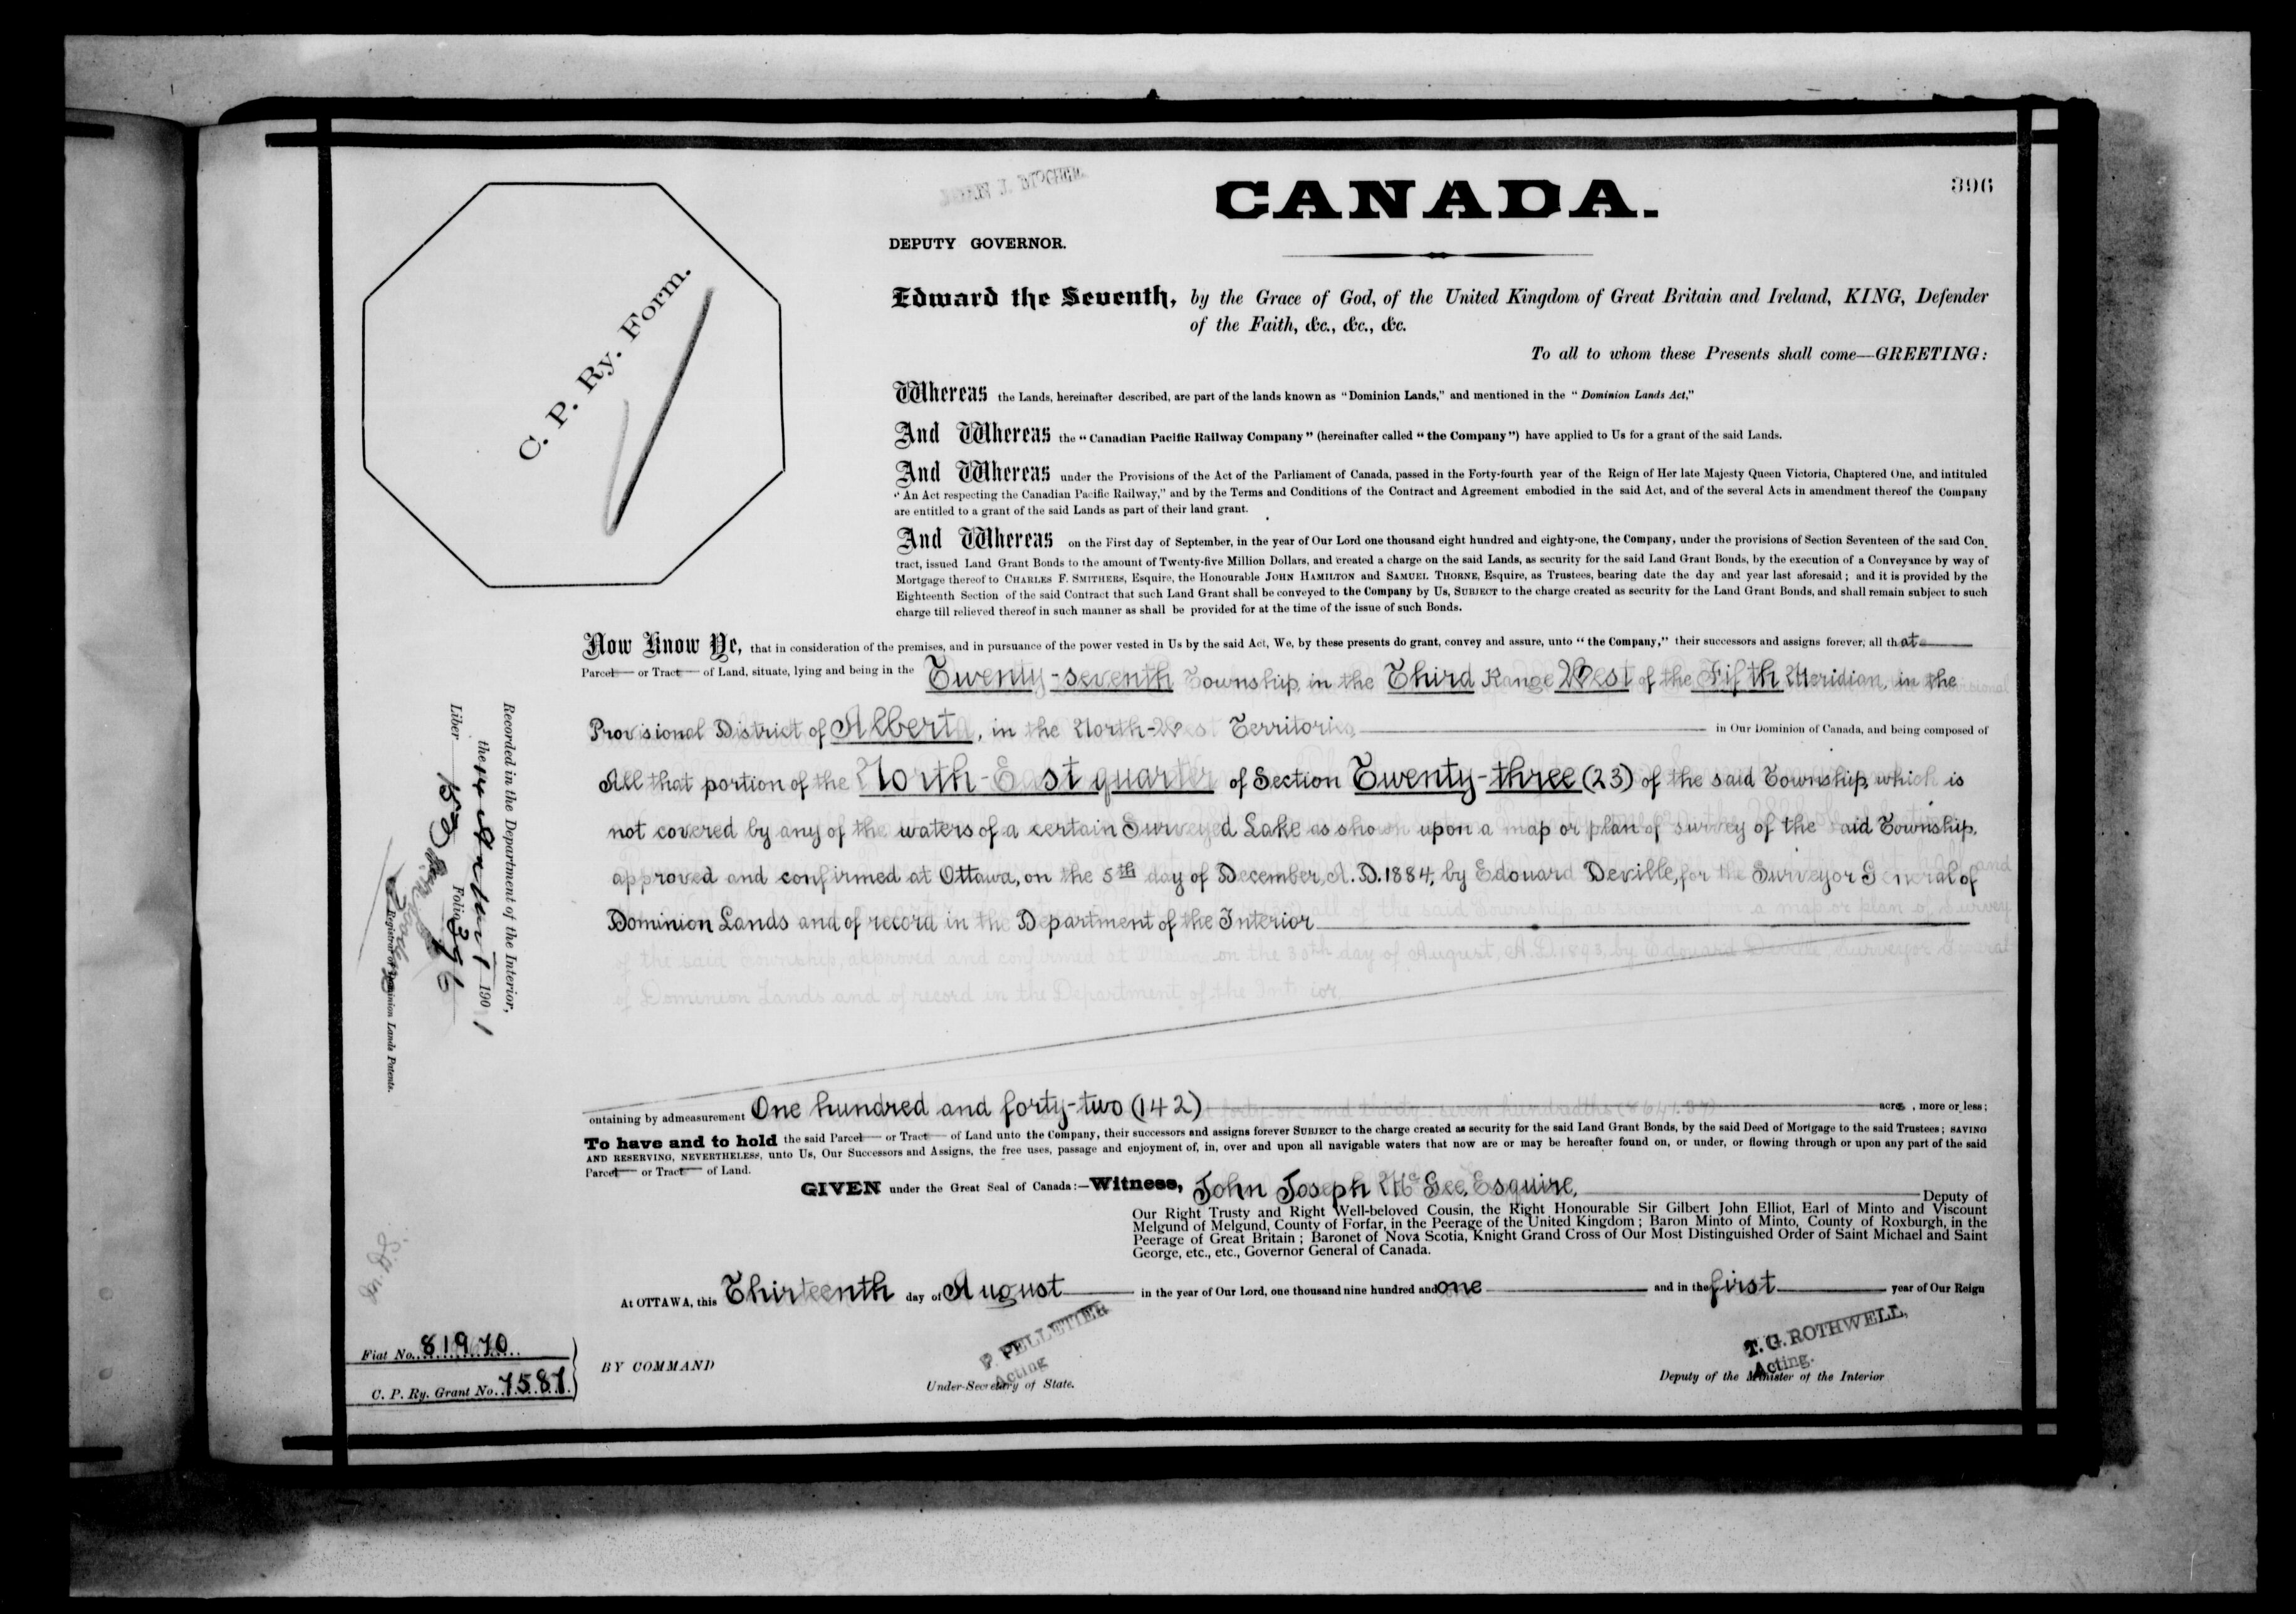 396
CANADA.
DEPUTY GOVERNOR.
C. P. Ry. Form.
Edward the Seventh, by the Grace of God, of the United Kingdom of Great Britain and Ireland, KING, Defender
of the Faith, &c., &c., &c.
To all to whom these Presents shall come—GREETING:
Whereas the Lands, hereinafter described, are part of the lands known as "Dominion Lands," and mentioned in the "Dominion Lands Act,"
And Whereas the "Canadian Pacific Railway Company" (hereinafter called "the Company") have applied to Us for a grant of the said Lands.
And Whereas under the Provisions of the Act of the Parliament of Canada, passed in the Forty-fourth year of the Reign of Her late Majesty Queen Victoria, Chaptered One, and intituled
"An Act respecting the Canadian Pacific Railway," and by the Terms and Conditions of the Contract and Agreement embodied in the said Act, and of the several Acts in amendment thereof the Company
are entitled to a grant of the said Lands as part of their land grant.
And Whereas on the First day of September, in the year of Our Lord one thousand eight hundred and eighty-one, the Company, under the provisions of Section Seventeen of the said Con-
tract, issued Land Grant Bonds to the amount of Twenty-five Million Dollars, and created a charge on the said Lands, as security for the said Land Grant Bonds, by the execution of a Conveyance by way of
Mortgage thereof to CHARLES F. SMITHERS, Esquire, the Honourable JOHN HAMILTON and SAMUEL THORNE, Esquire, as Trustees, bearing date the day and year last aforesaid; and it is provided by the
Eighteenth Section of the said Contract that such Land Grant shall be conveyed to the Company by Us, SUBJECT to the charge created as security for the Land Grant Bonds, and shall remain subject to such
charge till relieved thereof in such manner as shall be provided for at the time of the issue of such Bonds.
Now Know Ye, that in consideration of the premises, and in pursuance of the power vested in Us by the said Act, We, by these presents do grant, convey and assure, unto "the Company," their successors and assigns forever, all that
Parcel or Tract of Land, situate, lying and being in the Twenty-seventh Township, in the Third Range West of the Fifth Meridian, in the
Provisional District of Alberta, in the North-West Territories in Our Dominion of Canada, and being composed of
All that portion of the North-East quarter of Section Twenty-three (23) of the said Township, which is
not covered by any of the waters of a certain Surveyed Lake as shown upon a map or plan of survey of the said Township,
approved and confirmed at Ottawa, on the 5th day of December, A.D. 1884, by Edouard Deville, for the Surveyor General of
Dominion Lands and of record in the Department of the Interior
of the said Township, approved and confirmed at Ottawa on the 30th day of August, A.D. 1893, by Edouard Deville, Surveyor General
of Dominion Lands and of record in the Department of the Interior
ontaining by admeasurement One hundred and forty-two (142) acres, more or less;
To have and to hold the said Parcel or Tract of Land unto the Company, their successors and assigns forever SUBJECT to the charge created as security for the said Land Grant Bonds, by the said Deed of Mortgage to the said Trustees; SAVING
AND RESERVING, NEVERTHELESS, unto Us, Our Successors and Assigns, the free uses, passage and enjoyment of, in, over and upon all navigable waters that now are or may be hereafter found on, or under, or flowing through or upon any part of the said
Parcel or Tract of Land.
GIVEN under the Great Seal of Canada:—Witness, John Joseph McGee, Esquire, Deputy of
Our Right Trusty and Right Well-beloved Cousin, the Right Honourable Sir Gilbert John Elliot, Earl of Minto and Viscount
Melgund of Melgund, County of Forfar, in the Peerage of the United Kingdom; Baron Minto of Minto, County of Roxburgh, in the
Peerage of Great Britain; Baronet of Nova Scotia, Knight Grand Cross of Our Most Distinguished Order of Saint Michael and Saint
George, etc., etc., Governor General of Canada.
At OTTAWA, this Thirteenth day of August in the year of Our Lord, one thousand nine hundred and one and in the first year of Our Reign
BY COMMAND
P. PELLETIER
Acting
Under-Secretary of State.
T. G. ROTHWELL,
Acting.
Deputy of the Minister of the Interior
Recorded in the Department of the Interior,
the 190 1
Liber 152 Folio 396
Registrar of Dominion Lands Patents.
Fiat No. 81970
C. P. Ry. Grant No. 7587